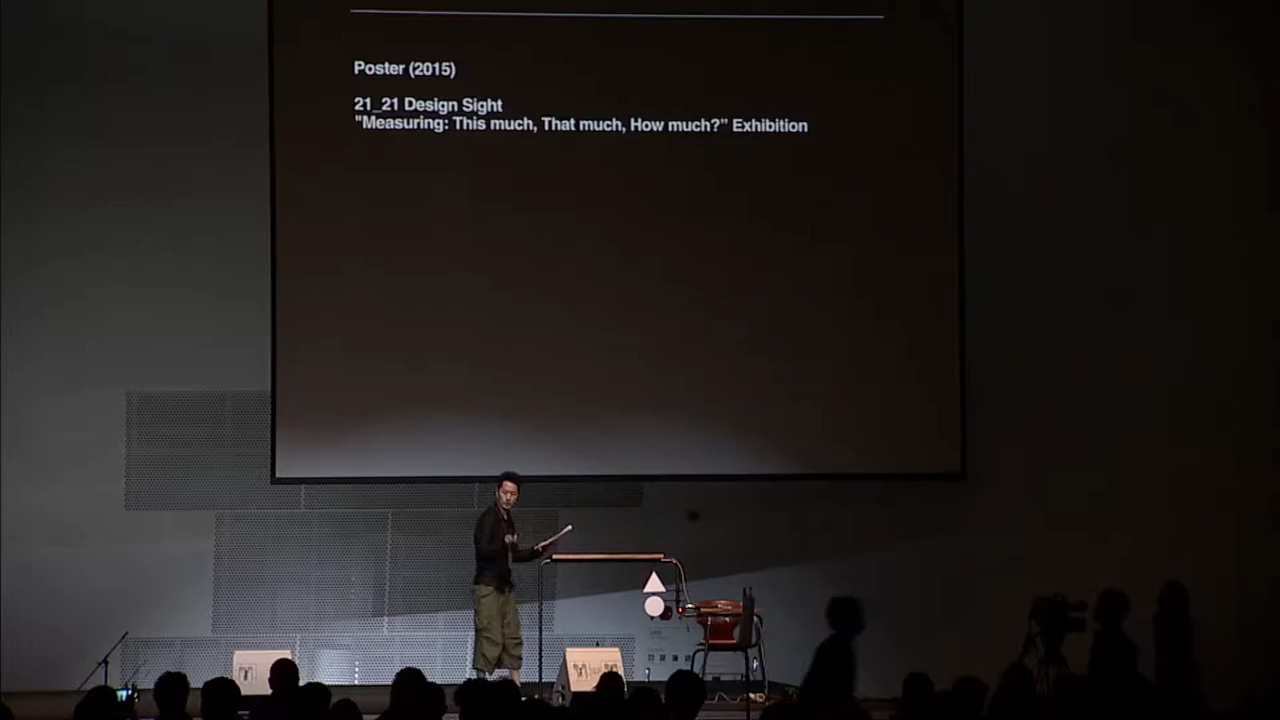 Poster (2015)
21_21 Design Sight
"Measuring: This much, That much, How much?" Exhibition